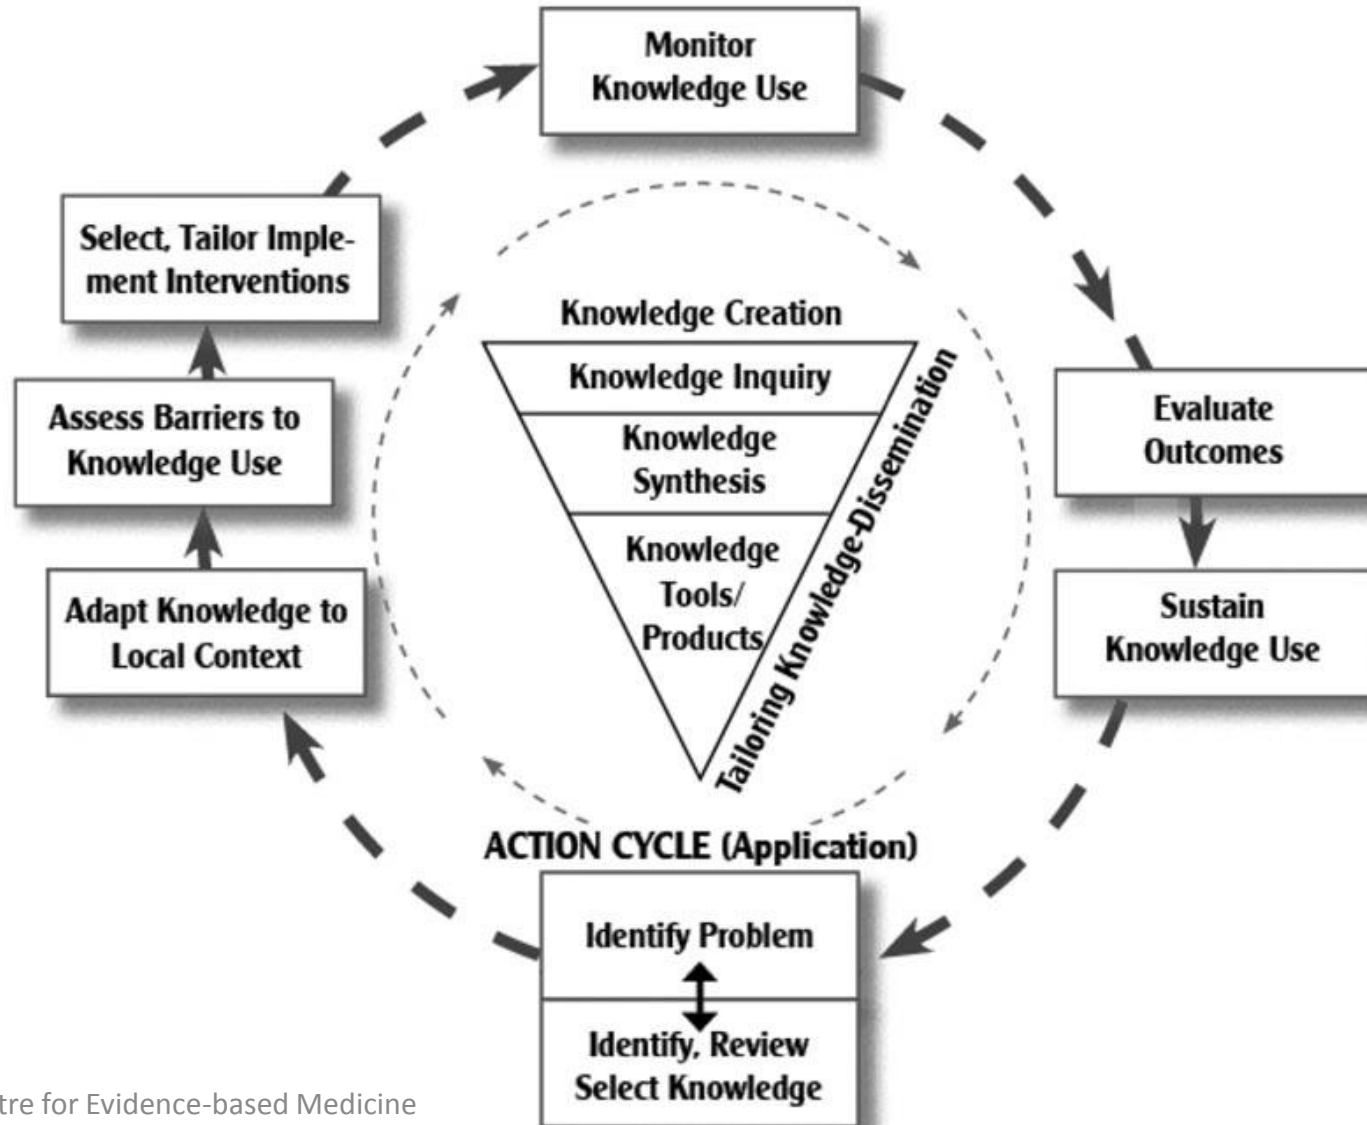 Monitor
Knowledge Use
Select, Tailor Imple-
ment Interventions
Knowledge Creation
Knowledge Inquiry
Knowledge
Synthesis
Knowledge
Tools/
Products
Tailoring Knowledge-Dissemination
Assess Barriers to
Knowledge Use
Evaluate
Outcomes
Adapt Knowledge to
Local Context
Sustain
Knowledge Use
ACTION CYCLE (Application)
Identify Problem
Identify, Review
Select Knowledge
tre for Evidence-based Medicine